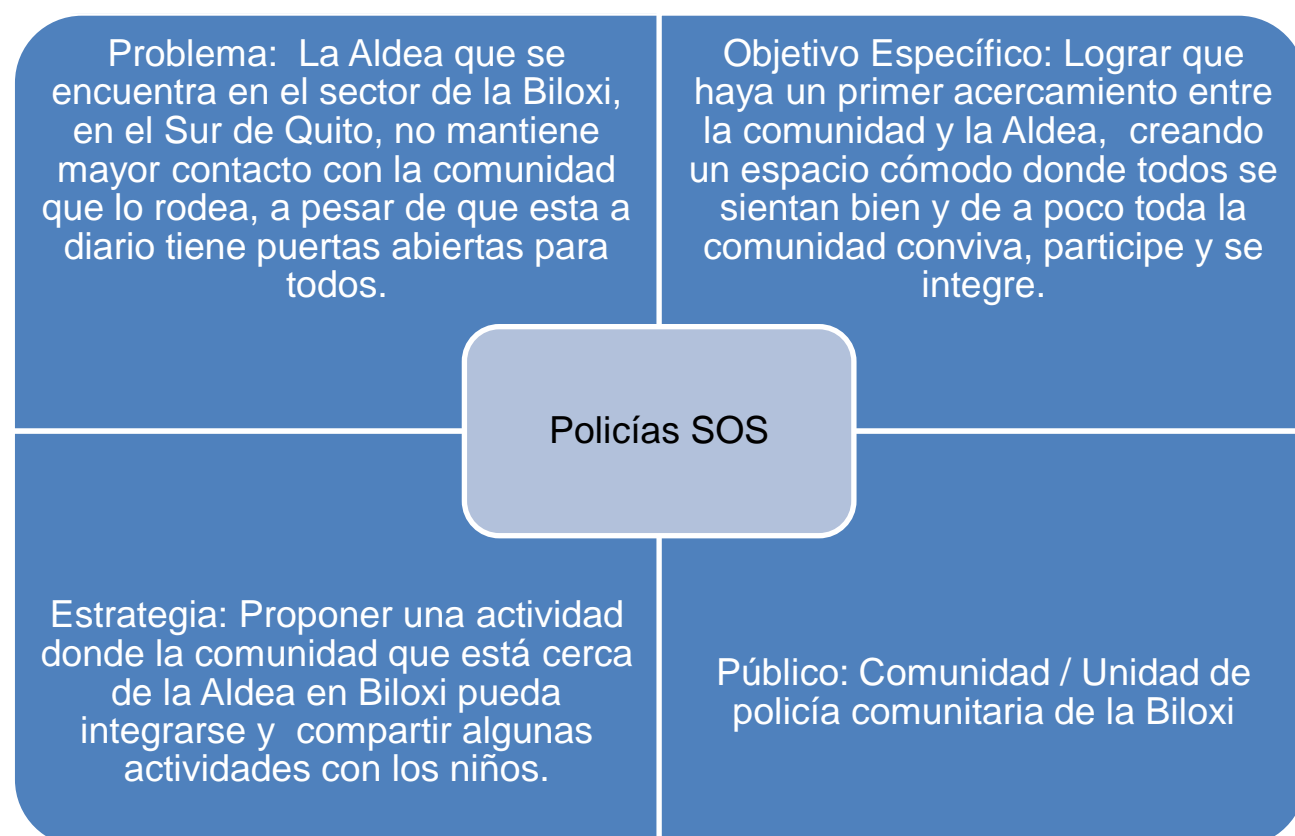 Problema: La Aldea que se
encuentra en el sector de la Biloxi,
en el Sur de Quito, no mantiene
mayor contacto con la comunidad
que lo rodea, a pesar de que esta a
diario tiene puertas abiertas para
todos.
Objetivo Específico: Lograr que
haya un primer acercamiento entre
la comunidad y la Aldea, creando
un espacio cómodo donde todos se
sientan bien y de a poco toda la
comunidad conviva, participe y se
integre.
Policías SOS
Estrategia: Proponer una actividad
donde la comunidad que está cerca
de la Aldea en Biloxi pueda
integrarse y compartir algunas
actividades con los niños.
Público: Comunidad / Unidad de
policía comunitaria de la Biloxi